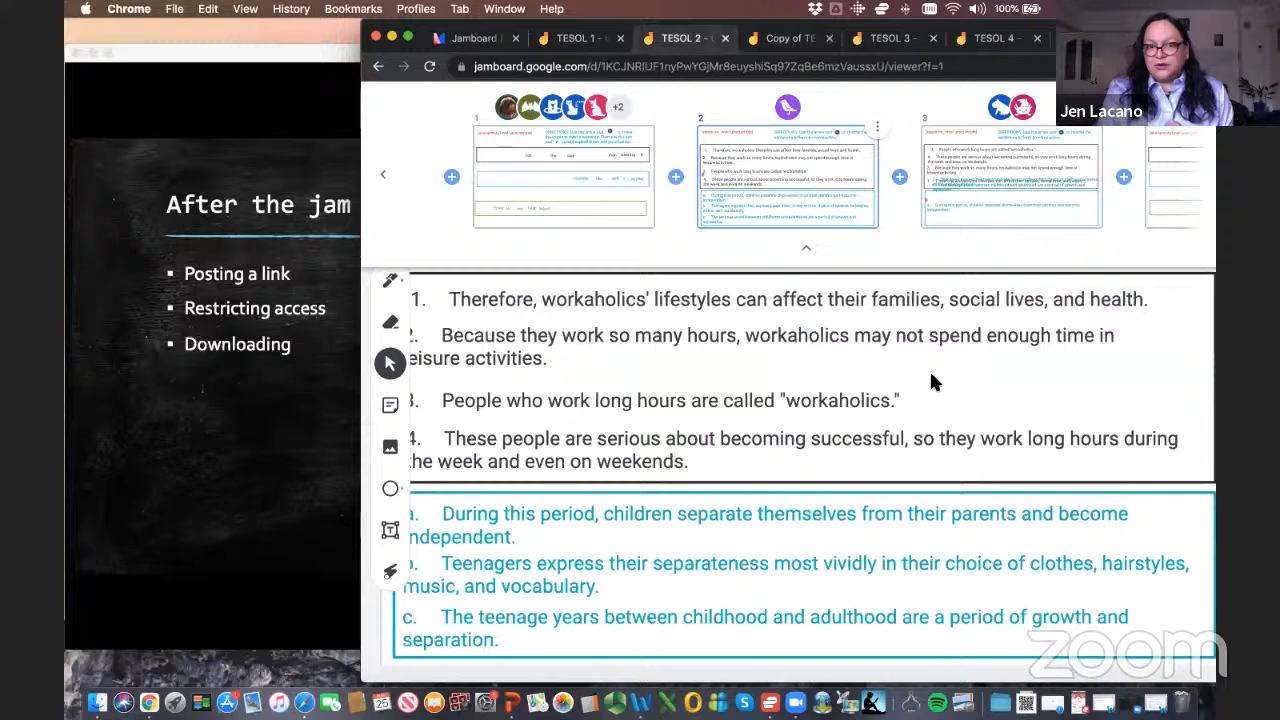 Chrome File Edit View History Bookmarks Profiles Tab Window Help 100%
Jamboard TESOL 1 - TESOL 2 - Copy of TE TESOL 3 - TESOL 4 -
jamboard.google.com/d/1KCJNRlUF1nyPwYGjMr8euyshiSq97ZqBe6mzVaussxU/viewer?f=1
Jen Lacano
+2
2
3
After the jam
▪ Posting a link
▪ Restricting access
▪ Downloading
1. Therefore, workaholics' lifestyles can affect their families, social lives, and health.
2. Because they work so many hours, workaholics may not spend enough time in
eisure activities.
3. People who work long hours are called "workaholics."
4. These people are serious about becoming successful, so they work long hours during
the week and even on weekends.
a. During this period, children separate themselves from their parents and become
ndependent.
b. Teenagers express their separateness most vividly in their choice of clothes, hairstyles,
music, and vocabulary.
c. The teenage years between childhood and adulthood are a period of growth and
separation.
zoom